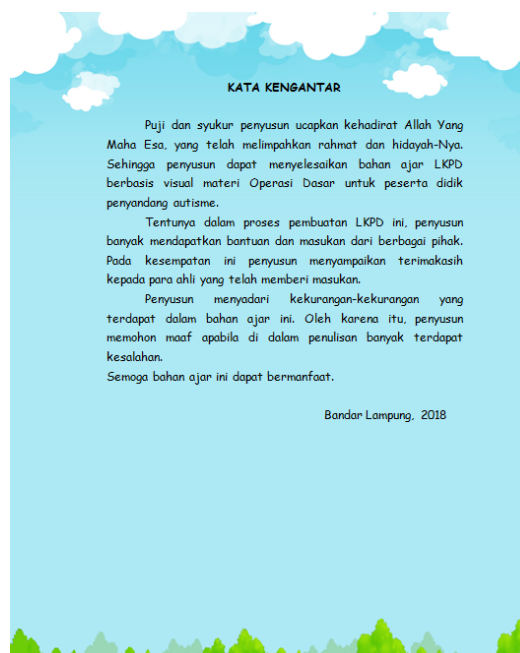 KATA KENGANTAR
Puji dan syukur penyusun ucapkan kehadirat Allah Yang
Maha Esa, yang telah melimpahkan rahmat dan hidayah-Nya.
Sehingga penyusun dapat menyelesaikan bahan ajar LKPD
berbasis visual materi Operasi Dasar untuk peserta didik
penyandang autisme.
Tentunya dalam proses pembuatan LKPD ini, penyusun
banyak mendapatkan bantuan dan masukan dari berbagai pihak.
Pada kesempatan ini penyusun menyampaikan terimakasih
kepada para ahli yang telah memberi masukan.
Penyusun menyadari kekurangan-kekurangan yang
terdapat dalam bahan ajar ini. Oleh karena itu, penyusun
memohon maaf apabila di dalam penulisan banyak terdapat
kesalahan.
Semoga bahan ajar ini dapat bermanfaat.
Bandar Lampung, 2018